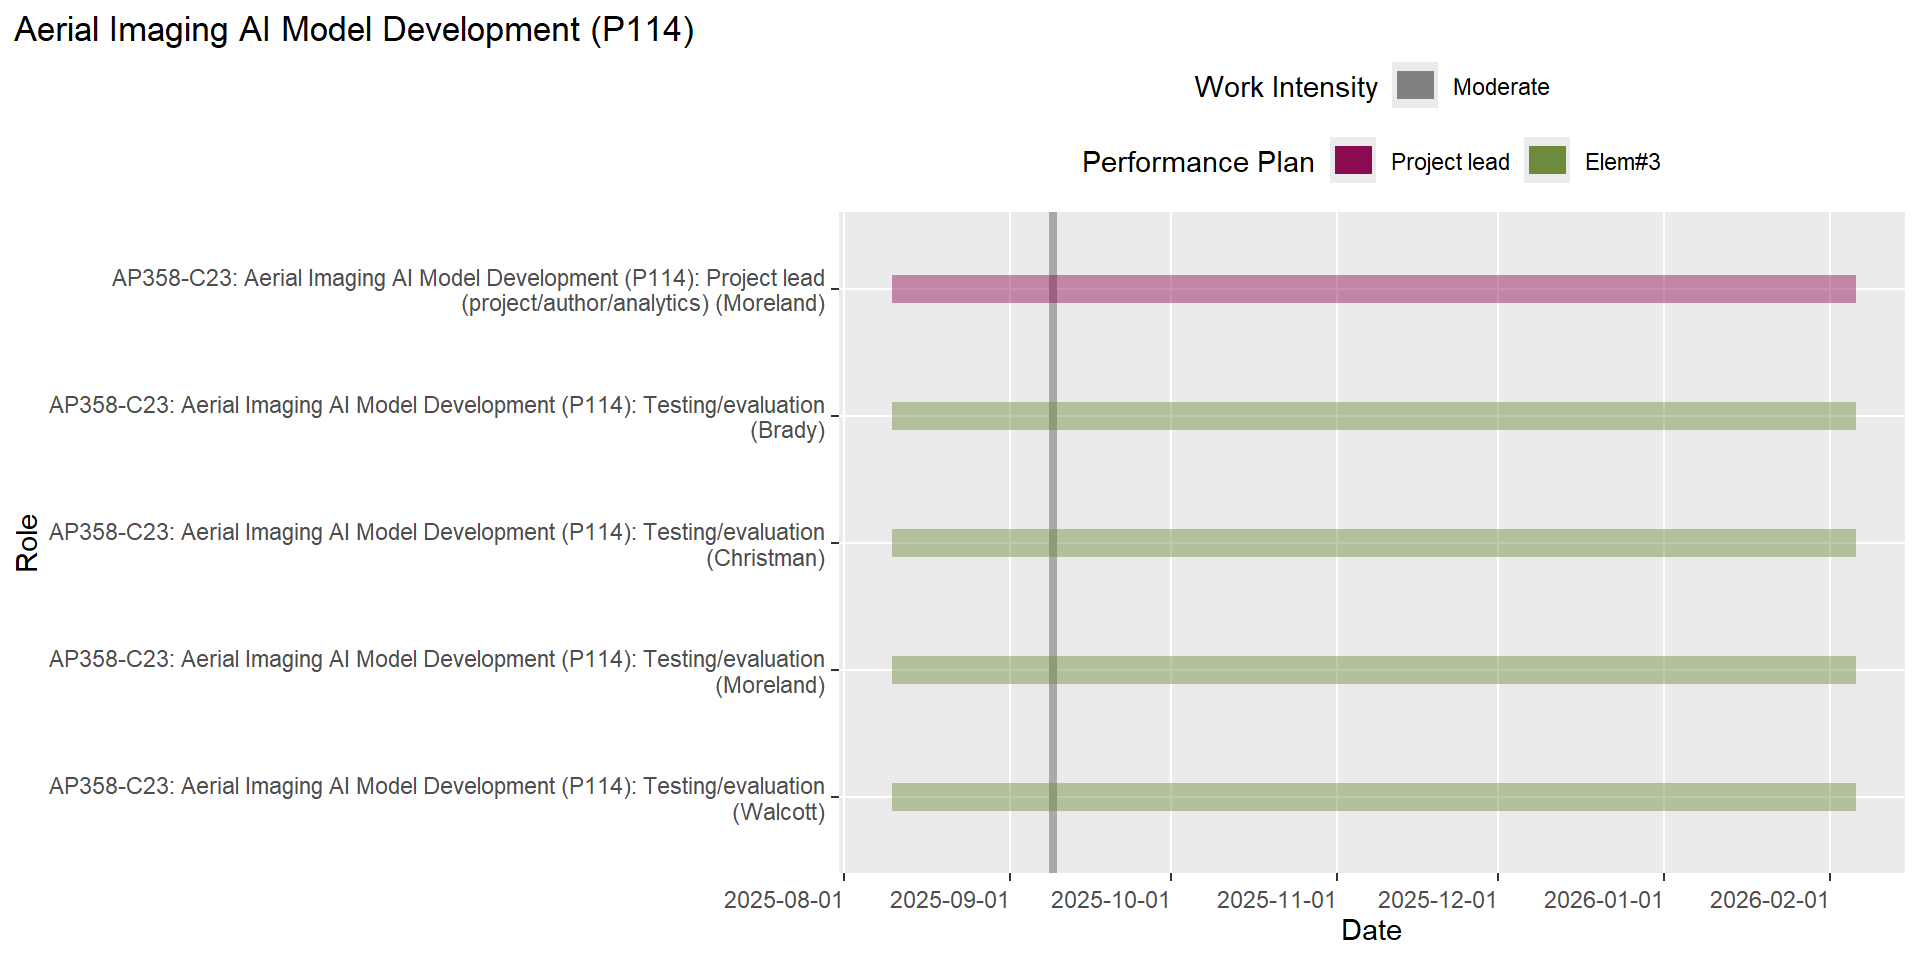 Aerial Imaging AI Model Development (P114)
Work Intensity
Moderate
Performance Plan
Project lead
Elem#3
AP358-C23: Aerial Imaging AI Model Development (P114): Project lead
(project/author/analytics) (Moreland)
AP358-C23: Aerial Imaging AI Model Development (P114): Testing/evaluation
(Brady)
AP358-C23: Aerial Imaging AI Model Development (P114): Testing/evaluation
(Christman)
AP358-C23: Aerial Imaging AI Model Development (P114): Testing/evaluation
(Moreland)
AP358-C23: Aerial Imaging AI Model Development (P114): Testing/evaluation
(Walcott)
Role
2025-08-01
2025-09-01
2025-10-01
2025-11-01
2025-12-01
2026-01-01
2026-02-01
Date